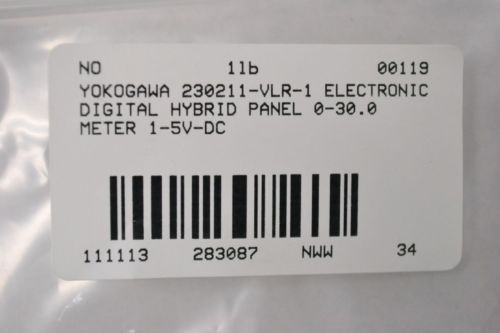 NO 1lb 00119
YOKOGAWA 230211-VLR-1 ELECTRONIC
DIGITAL HYBRID PANEL 0-30.0
METER 1-5V-DC
111113 283087 NWW 34